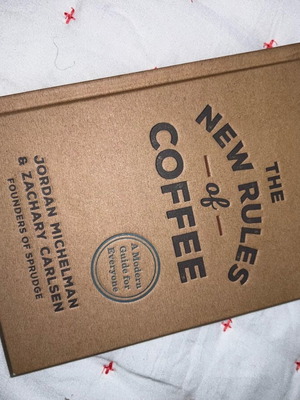 THE
NEW RULES
of
COFFEE
A Modern
Guide for
Everyone
JORDAN MICHELMAN
& ZACHARY CARLSEN
FOUNDERS OF SPRUDGE